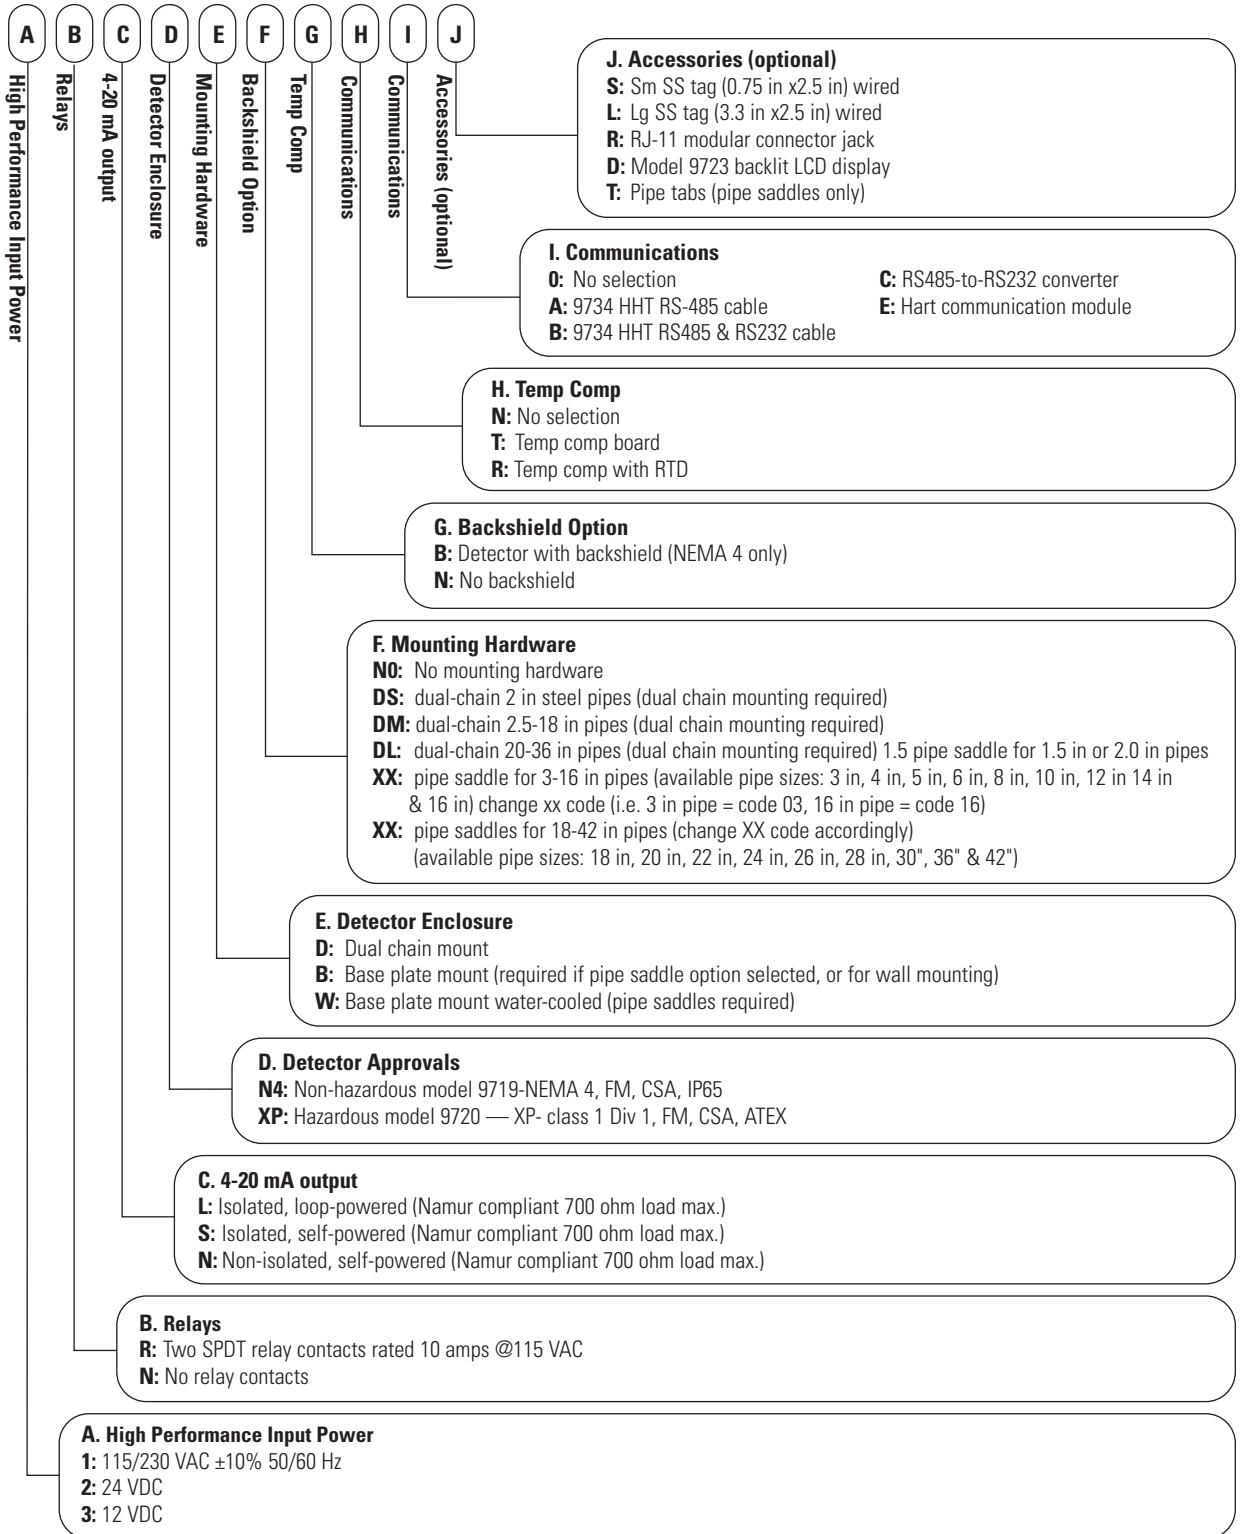 A B C D E F G H I J
High Performance Input Power
Relays
4-20 mA output
Detector Enclosure
Mounting Hardware
Backshield Option
Temp Comp
Communications
Communications
Accessories (optional)
J. Accessories (optional)
S: Sm SS tag (0.75 in x2.5 in) wired
L: Lg SS tag (3.3 in x2.5 in) wired
R: RJ-11 modular connector jack
D: Model 9723 backlit LCD display
T: Pipe tabs (pipe saddles only)
I. Communications
0: No selection
A: 9734 HHT RS-485 cable
B: 9734 HHT RS485 & RS232 cable
C: RS485-to-RS232 converter
E: Hart communication module
H. Temp Comp
N: No selection
T: Temp comp board
R: Temp comp with RTD
G. Backshield Option
B: Detector with backshield (NEMA 4 only)
N: No backshield
F. Mounting Hardware
N0: No mounting hardware
DS: dual-chain 2 in steel pipes (dual chain mounting required)
DM: dual-chain 2.5-18 in pipes (dual chain mounting required)
DL: dual-chain 20-36 in pipes (dual chain mounting required) 1.5 pipe saddle for 1.5 in or 2.0 in pipes
XX: pipe saddle for 3-16 in pipes (available pipe sizes: 3 in, 4 in, 5 in, 6 in, 8 in, 10 in, 12 in 14 in
& 16 in) change xx code (i.e. 3 in pipe = code 03, 16 in pipe = code 16)
XX: pipe saddles for 18-42 in pipes (change XX code accordingly)
(available pipe sizes: 18 in, 20 in, 22 in, 24 in, 26 in, 28 in, 30", 36" & 42")
E. Detector Enclosure
D: Dual chain mount
B: Base plate mount (required if pipe saddle option selected, or for wall mounting)
W: Base plate mount water-cooled (pipe saddles required)
D. Detector Approvals
N4: Non-hazardous model 9719-NEMA 4, FM, CSA, IP65
XP: Hazardous model 9720 — XP- class 1 Div 1, FM, CSA, ATEX
C. 4-20 mA output
L: Isolated, loop-powered (Namur compliant 700 ohm load max.)
S: Isolated, self-powered (Namur compliant 700 ohm load max.)
N: Non-isolated, self-powered (Namur compliant 700 ohm load max.)
B. Relays
R: Two SPDT relay contacts rated 10 amps @115 VAC
N: No relay contacts
A. High Performance Input Power
1: 115/230 VAC ±10% 50/60 Hz
2: 24 VDC
3: 12 VDC